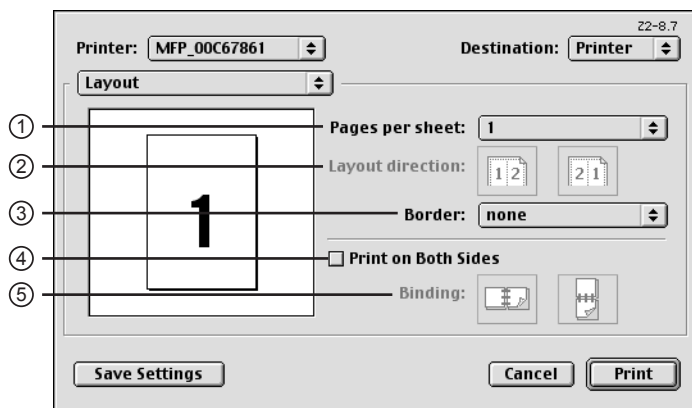 Z2-8.7
Printer: MFP_00C67861 Destination: Printer
Layout
① Pages per sheet: 1
② Layout direction: 1 2 2 1
1
③ Border: none
④ Print on Both Sides
⑤ Binding:
Save Settings Cancel Print